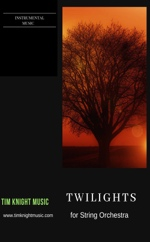 INSTRUMENTAL
MUSIC
TIM KNIGHT MUSIC
www.timknightmusic.com
TWILIGHTS
for String Orchestra